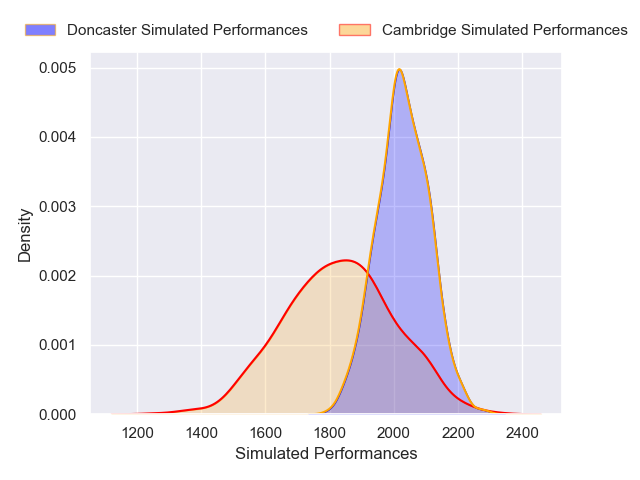 Doncaster Simulated Performances
Cambridge Simulated Performances
0.005
0.004
0.003
0.002
0.001
0.000
Density
1200 1400 1600 1800 2000 2200 2400
Simulated Performances